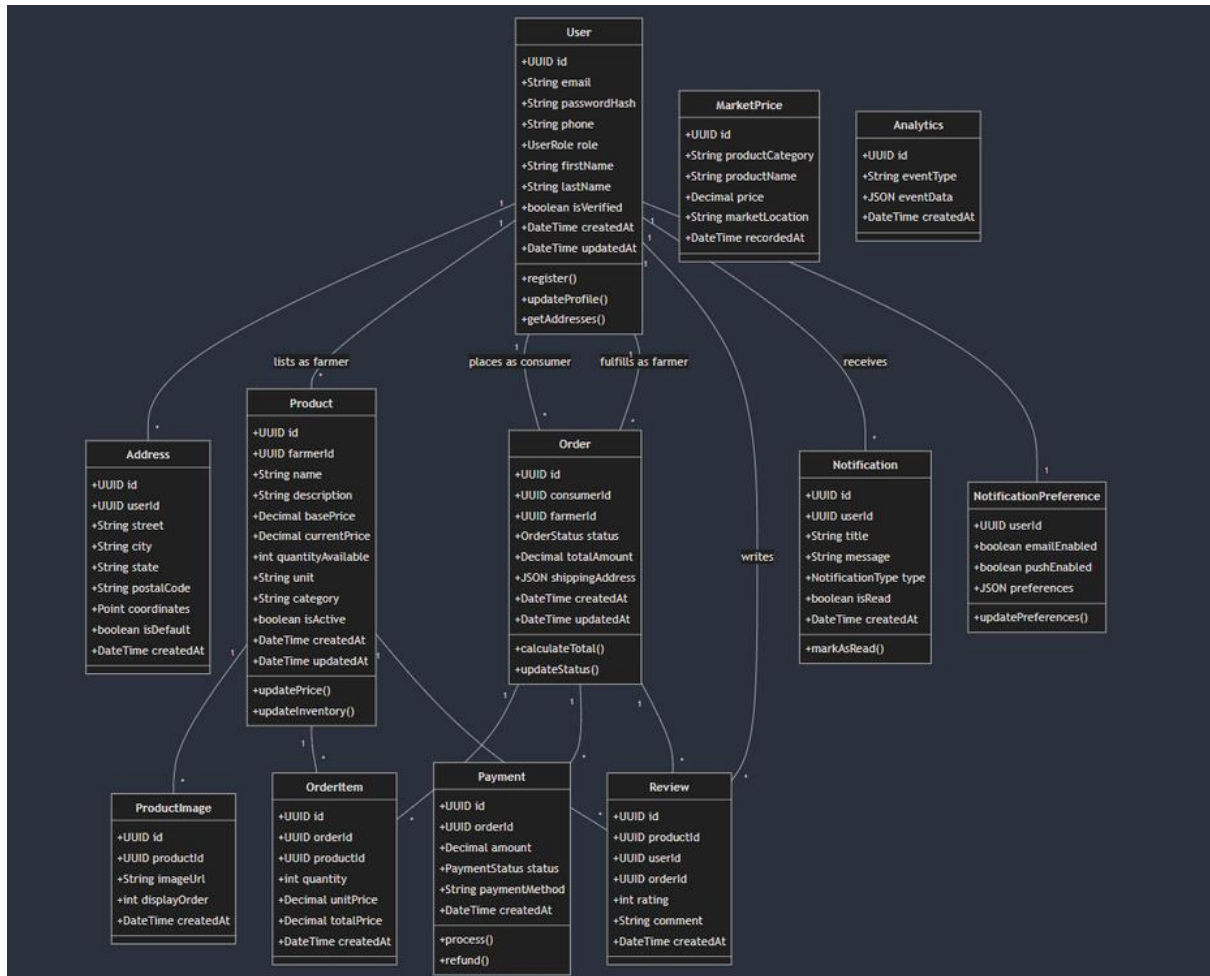 User
+UUID id
+String email
+String passwordHash
+String phone
+UserRole role
+String firstName
+String lastName
+boolean isVerified
+DateTime createdAt
+DateTime updatedAt
+register()
+updateProfile()
+getAddresses()
MarketPrice
+UUID id
+String productCategory
+String productName
+Decimal price
+String marketLocation
+DateTime recordedAt
Analytics
+UUID id
+String eventType
+JSON eventData
+DateTime createdAt
1
1
1
1
1
1
1
lists as farmer
places as consumer
fulfills as farmer
receives
writes
*
*
*
*
*
1
Address
+UUID id
+UUID userId
+String street
+String city
+String state
+String postalCode
+Point coordinates
+boolean isDefault
+DateTime createdAt
Product
+UUID id
+UUID farmerId
+String name
+String description
+Decimal basePrice
+Decimal currentPrice
+int quantityAvailable
+String unit
+String category
+boolean isActive
+DateTime createdAt
+DateTime updatedAt
+updatePrice()
+updateInventory()
Order
+UUID id
+UUID consumerId
+UUID farmerId
+OrderStatus status
+Decimal totalAmount
+JSON shippingAddress
+DateTime createdAt
+DateTime updatedAt
+calculateTotal()
+updateStatus()
Notification
+UUID id
+UUID userId
+String title
+String message
+NotificationType type
+boolean isRead
+DateTime createdAt
+markAsRead()
NotificationPreference
+UUID userId
+boolean emailEnabled
+boolean pushEnabled
+JSON preferences
+updatePreferences()
1
1
1
1
1
1
*
*
*
*
*
*
*
ProductImage
+UUID id
+UUID productId
+String imageUrl
+int displayOrder
+DateTime createdAt
OrderItem
+UUID id
+UUID orderId
+UUID productId
+int quantity
+Decimal unitPrice
+Decimal totalPrice
+DateTime createdAt
Payment
+UUID id
+UUID orderId
+Decimal amount
+PaymentStatus status
+String paymentMethod
+DateTime createdAt
+process()
+refund()
Review
+UUID id
+UUID productId
+UUID userId
+UUID orderId
+int rating
+String comment
+DateTime createdAt